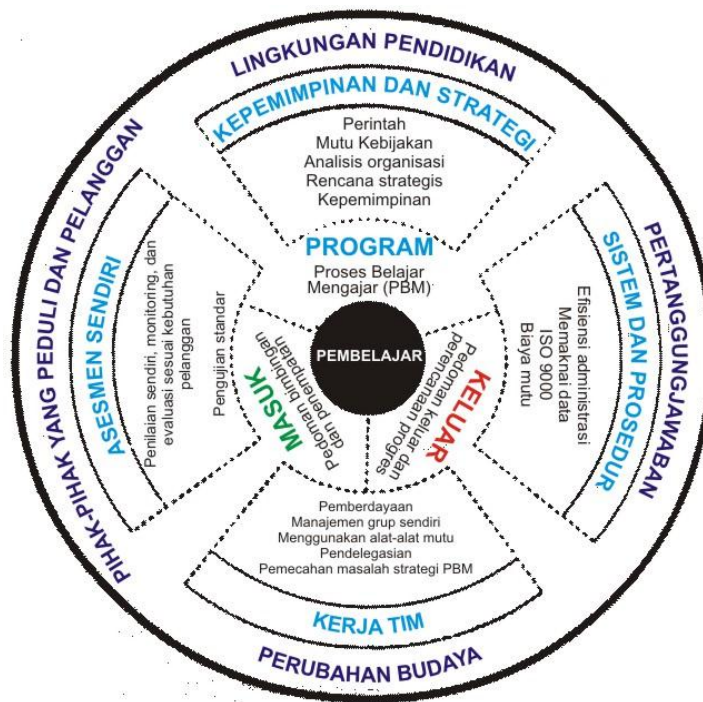 LINGKUNGAN PENDIDIKAN
KEPEMIMPINAN DAN STRATEGI
Perintah
Mutu Kebijakan
Analisis organisasi
Rencana strategis
Kepemimpinan
PROGRAM
Proses Belajar
Mengajar (PBM)
PEMBELAJAR
PIHAK-PIHAK YANG PEDULI DAN PELANGGAN
ASESMEN SENDIRI
Penilaian sendiri, monitoring, dan
evaluasi sesuai kebutuhan
pelanggan
Pengujian standar
MASUK
Pedoman bimbingan
dan penempatan
KELUAR
Pedoman keluar dan
perencanaan progres
PERTANGGUNGJAWABAN
SISTEM DAN PROSEDUR
Efisiensi administrasi
Memaknai data
ISO 9000
Biaya mutu
Pemberdayaan
Manajemen grup sendiri
Menggunakan alat-alat mutu
Pendelegasian
Pemecahan masalah strategi PBM
KERJA TIM
PERUBAHAN BUDAYA